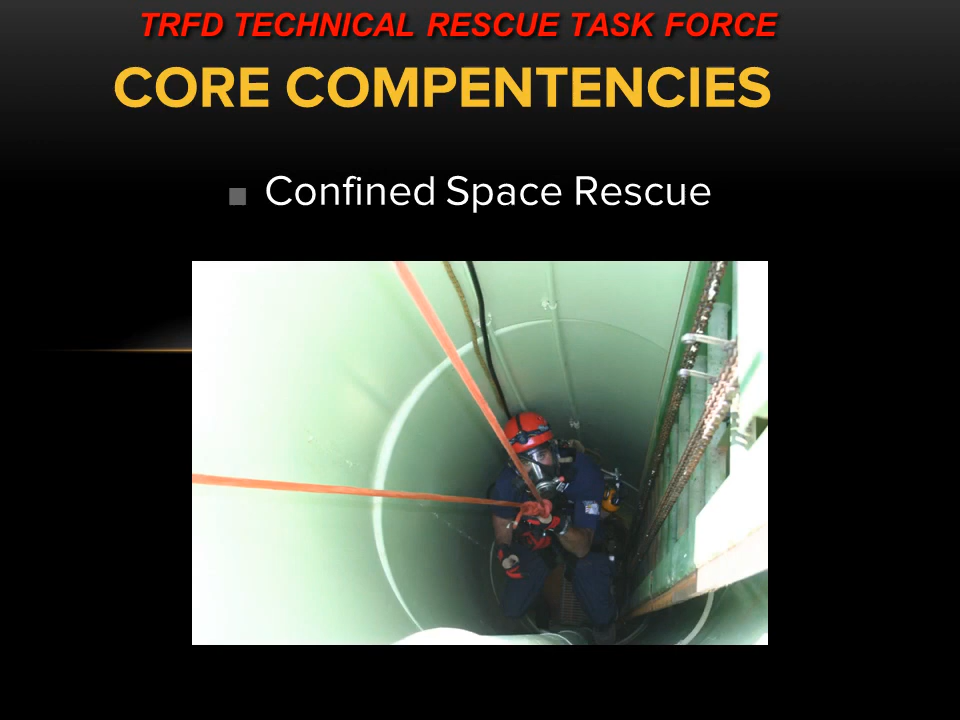 TRFD TECHNICAL RESCUE TASK FORCE
CORE COMPENTENCIES
Confined Space Rescue